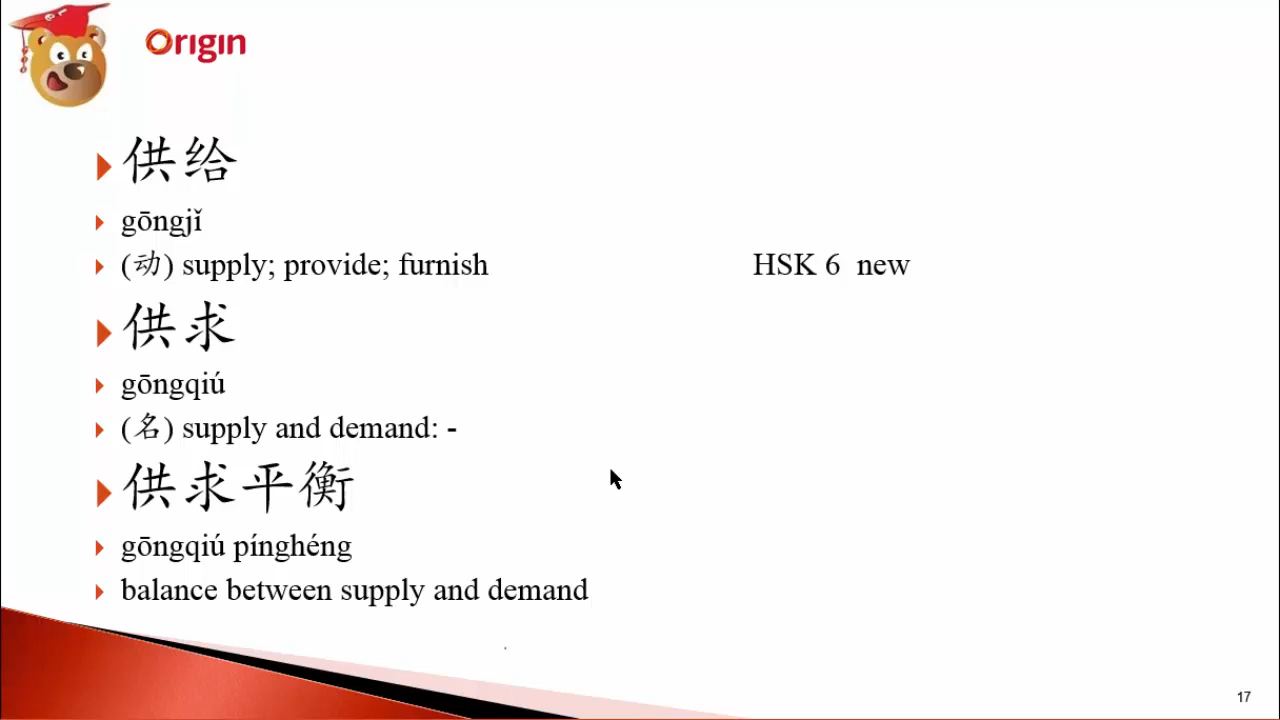 Origin
供给
gōngjǐ
(动) supply; provide; furnish HSK 6 new
供求
gōngqiú
(名) supply and demand: -
供求平衡
gōngqiú pínghéng
balance between supply and demand
17